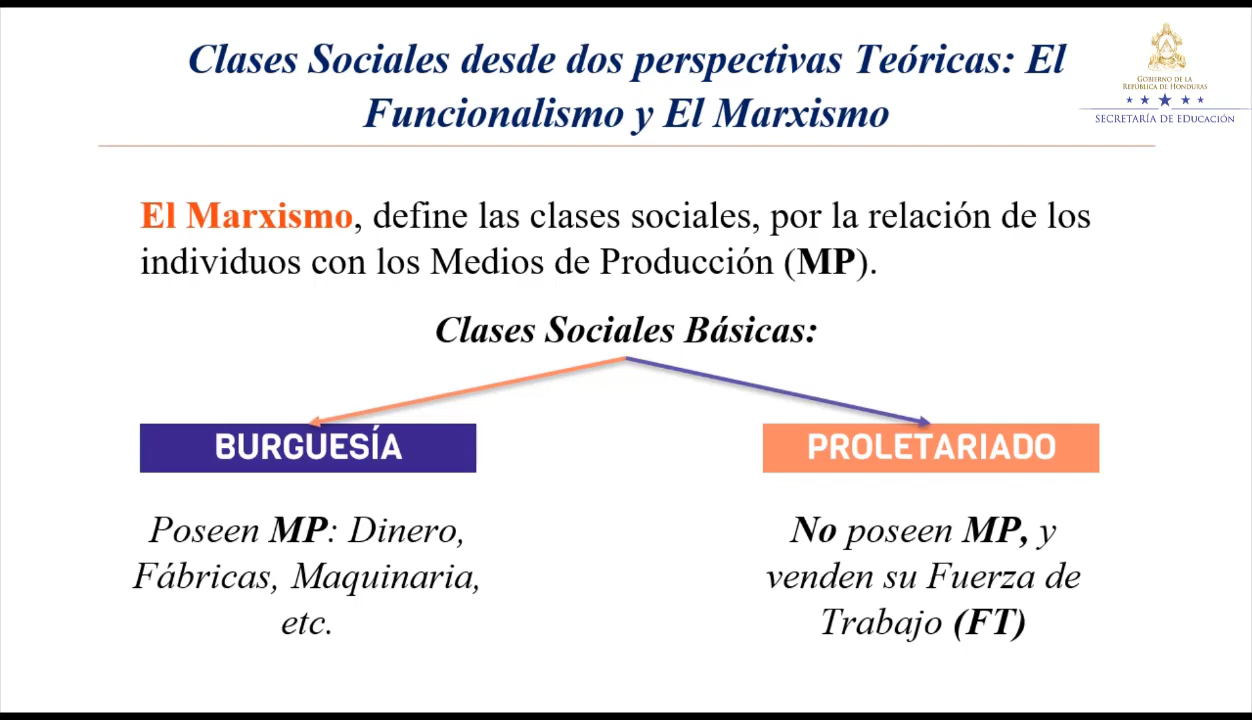 Clases Sociales desde dos perspectivas Teóricas: El
Funcionalismo y El Marxismo
GOBIERNO DE LA
REPÚBLICA DE HONDURAS
SECRETARÍA DE EDUCACIÓN
El Marxismo, define las clases sociales, por la relación de los
individuos con los Medios de Producción (MP).
Clases Sociales Básicas:
BURGUESÍA
Poseen MP: Dinero,
Fábricas, Maquinaria,
etc.
PROLETARIADO
No poseen MP, y
venden su Fuerza de
Trabajo (FT)